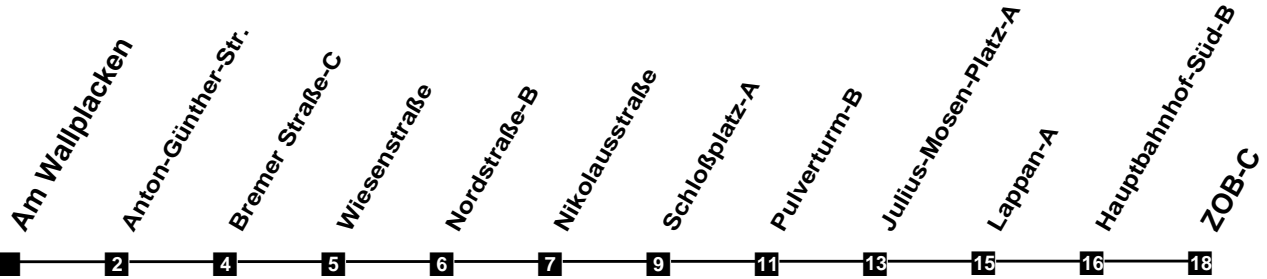 Am Wallplacken
Anton-Günther-Str.
Bremer Straße-C
Wiesenstraße
Nordstraße-B
Nikolausstraße
Schloßplatz-A
Pulverturm-B
Julius-Mosen-Platz-A
Lappan-A
Hauptbahnhof-Süd-B
ZOB-C
2 4 5 6 7 9 11 13 15 16 18